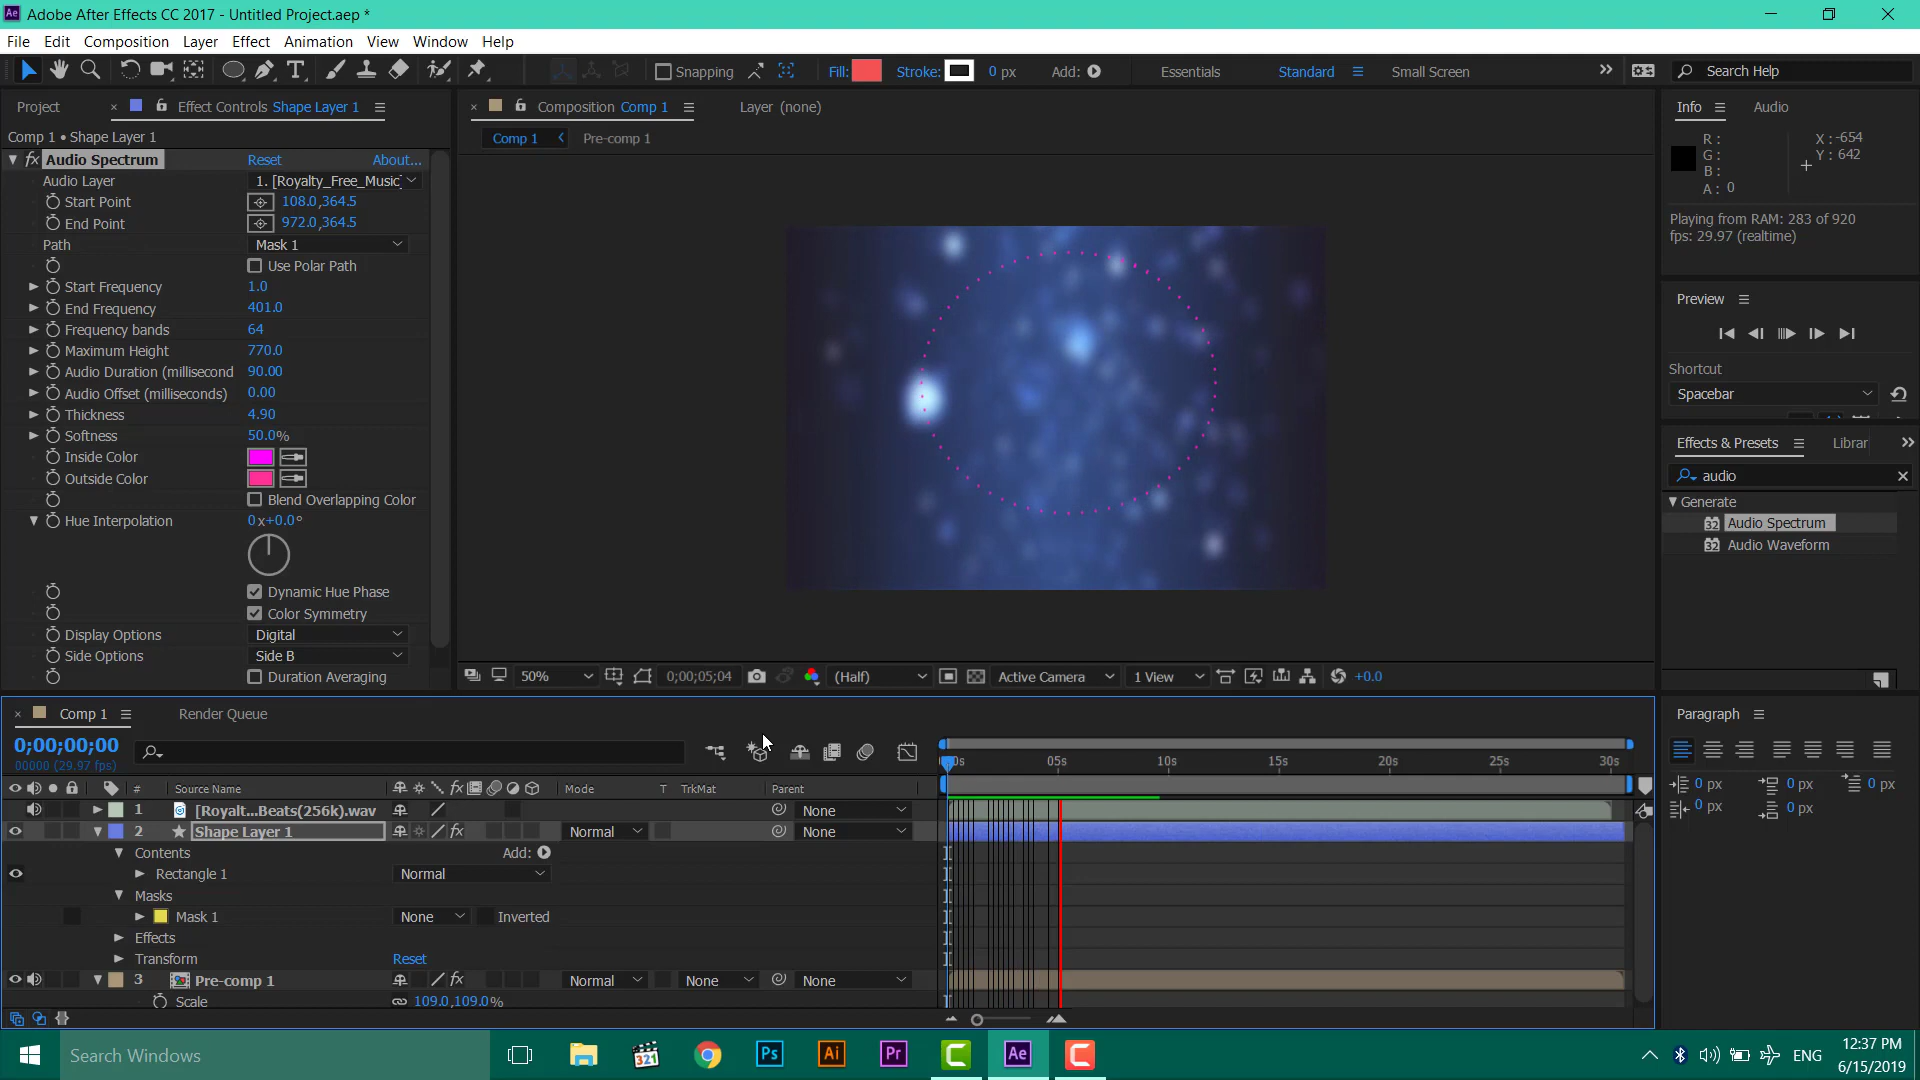 Ae Adobe After Effects CC 2017 - Untitled Project.aep *
File Edit Composition Layer Effect Animation View Window Help
T Snapping Fill: Stroke: 0 px Add: Essentials Standard Small Screen Search Help
Project × Effect Controls Shape Layer 1
× Composition Comp 1 Layer (none)
Info Audio
Comp 1 • Shape Layer 1
Comp 1 Pre-comp 1
R : X : -654
G : Y : 642
B :
A : 0
fx Audio Spectrum Reset About...
Audio Layer 1. [Royalty_Free_Music]
Start Point 108.0,364.5
End Point 972.0,364.5
Path Mask 1
Use Polar Path
Start Frequency 1.0
End Frequency 401.0
Frequency bands 64
Maximum Height 770.0
Audio Duration (millisecond 90.00
Audio Offset (milliseconds) 0.00
Thickness 4.90
Softness 50.0%
Inside Color
Outside Color
Blend Overlapping Color
Hue Interpolation 0 x+0.0°
Dynamic Hue Phase
Color Symmetry
Display Options Digital
Side Options Side B
Duration Averaging
50% 0;00;05;04 (Half) Active Camera 1 View +0.0
Playing from RAM: 283 of 920
fps: 29.97 (realtime)
Preview
Shortcut
Spacebar
Effects & Presets Librar
audio
Generate
32 Audio Spectrum
32 Audio Waveform
× Comp 1 Render Queue
0;00;00;00
00000 (29.97 fps)
0s 05s 10s 15s 20s 25s 30s
# Source Name fx Mode T TrkMat Parent
1 [Royalt...Beats(256k).wav None
2 Shape Layer 1 fx Normal None
Contents Add:
Rectangle 1 Normal
Masks
Mask 1 None Inverted
Effects
Transform Reset
3 Pre-comp 1 fx Normal None None
Scale 109.0,109.0%
Paragraph
0 px 0 px 0 px
0 px 0 px
Search Windows
321 Ps Ai Pr Ae
ENG
12:37 PM
6/15/2019